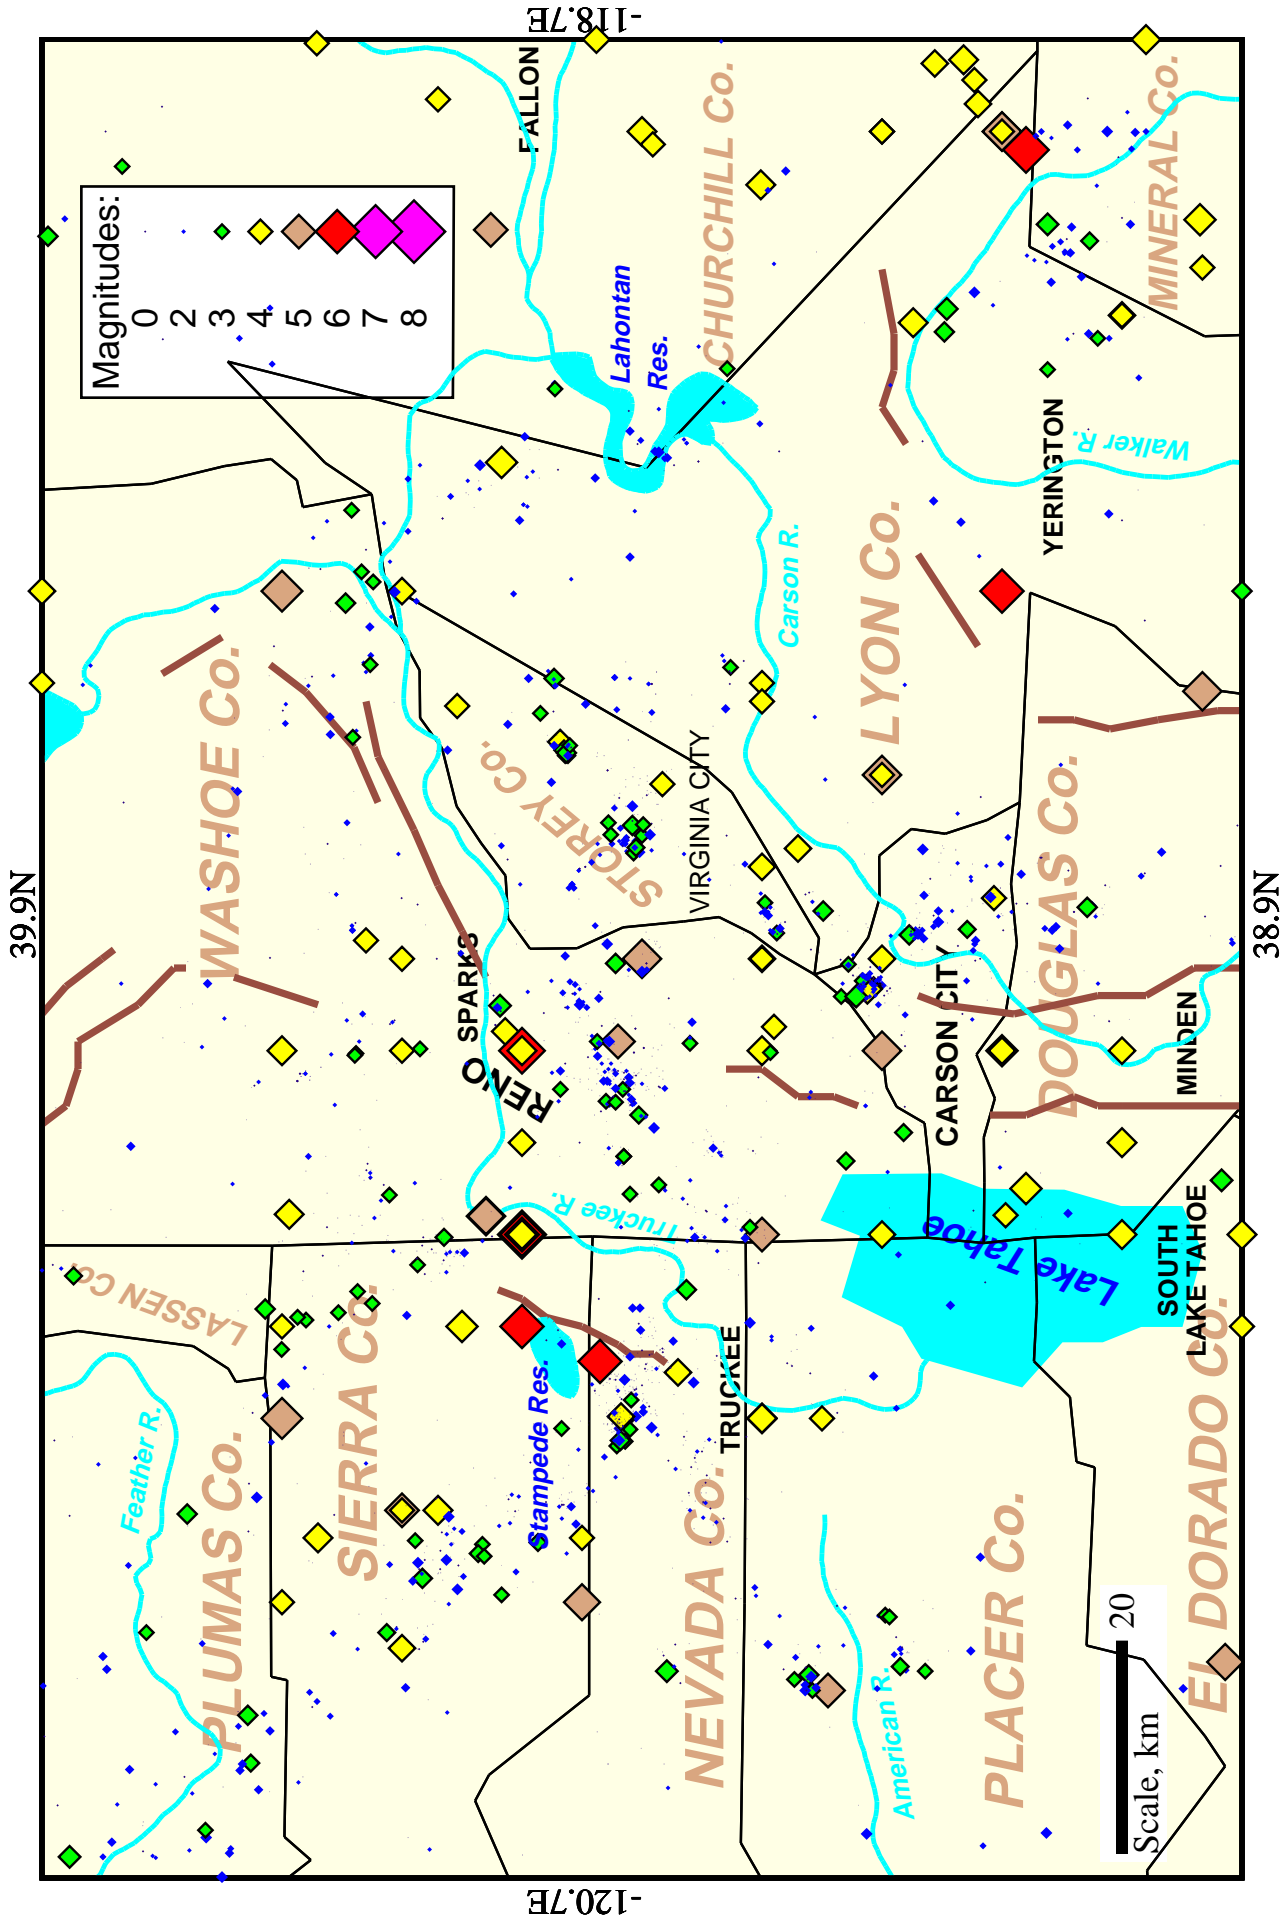 39.9N
-120.7E
-118.7E
38.9N
Magnitudes:
0
2
3
4
5
6
7
8
PLUMAS Co.
Feather R.
LASSEN Co.
SIERRA Co.
WASHOE Co.
NEVADA Co.
Stampede Res.
TRUCKEE
Truckee R.
RENO
SPARKS
STOREY Co.
VIRGINIA CITY
Lahontan
Res.
FALLON
CHURCHILL Co.
PLACER Co.
American R.
Lake Tahoe
CARSON CITY
Carson R.
LYON Co.
YERINGTON
Walker R.
MINERAL Co.
DOUGLAS Co.
MINDEN
SOUTH
LAKE TAHOE
EL DORADO Co.
20
Scale, km